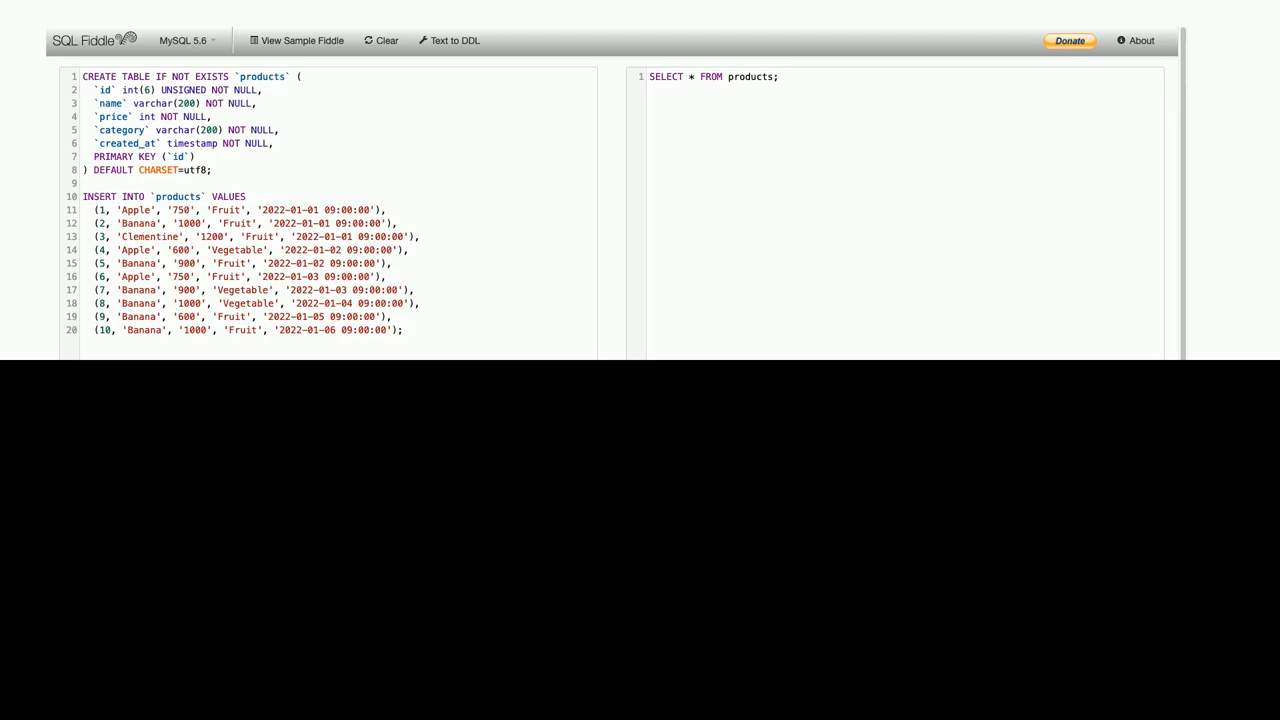 SQL Fiddle MySQL 5.6 View Sample Fiddle Clear Text to DDL Donate About
1 CREATE TABLE IF NOT EXISTS `products` (
2 `id` int(6) UNSIGNED NOT NULL,
3 `name` varchar(200) NOT NULL,
4 `price` int NOT NULL,
5 `category` varchar(200) NOT NULL,
6 `created_at` timestamp NOT NULL,
7 PRIMARY KEY (`id`)
8 ) DEFAULT CHARSET=utf8;
9
10 INSERT INTO `products` VALUES
11 (1, 'Apple', '750', 'Fruit', '2022-01-01 09:00:00'),
12 (2, 'Banana', '1000', 'Fruit', '2022-01-01 09:00:00'),
13 (3, 'Clementine', '1200', 'Fruit', '2022-01-01 09:00:00'),
14 (4, 'Apple', '600', 'Vegetable', '2022-01-02 09:00:00'),
15 (5, 'Banana', '900', 'Fruit', '2022-01-02 09:00:00'),
16 (6, 'Apple', '750', 'Fruit', '2022-01-03 09:00:00'),
17 (7, 'Banana', '900', 'Vegetable', '2022-01-03 09:00:00'),
18 (8, 'Banana', '1000', 'Vegetable', '2022-01-04 09:00:00'),
19 (9, 'Banana', '600', 'Fruit', '2022-01-05 09:00:00'),
20 (10, 'Banana', '1000', 'Fruit', '2022-01-06 09:00:00');
1 SELECT * FROM products;